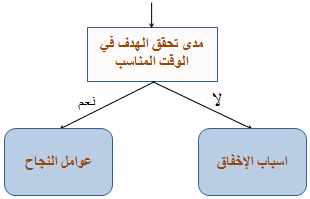 مدى تحقق الهدف في
الوقت المناسب
لا
نعم
اسباب الإخفاق
عوامل النجاح